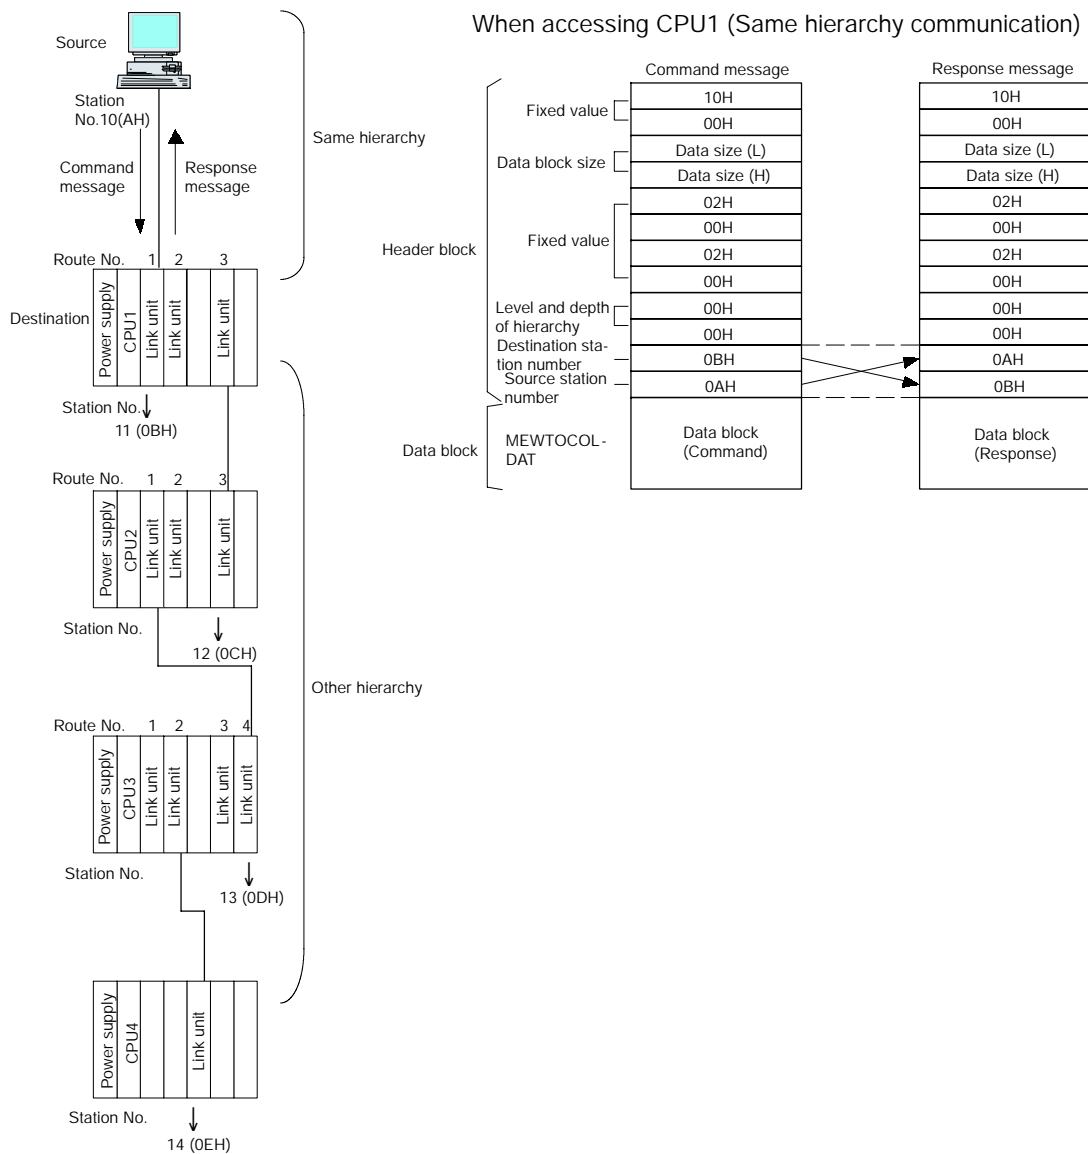 When accessing CPU1 (Same hierarchy communication)
Source
Station
No.10(AH)
Command
message
Response
message
Same hierarchy
Route No. 1 2 3
Destination
Power supply
CPU1
Link unit
Link unit
Link unit
Station No.
11 (0BH)
Route No. 1 2 3
Power supply
CPU2
Link unit
Link unit
Link unit
Station No.
12 (0CH)
Other hierarchy
Route No. 1 2 3 4
Power supply
CPU3
Link unit
Link unit
Link unit
Link unit
Station No.
13 (0DH)
Power supply
CPU4
Link unit
Station No.
14 (0EH)
Command message
Response message
Header block
Fixed value
10H
10H
00H
00H
Data block size
Data size (L)
Data size (L)
Data size (H)
Data size (H)
Fixed value
02H
02H
00H
00H
02H
02H
00H
00H
Level and depth
of hierarchy
00H
00H
00H
00H
Destination sta-
tion number
0BH
0AH
Source station
number
0AH
0BH
Data block
MEWTOCOL-
DAT
Data block
(Command)
Data block
(Response)